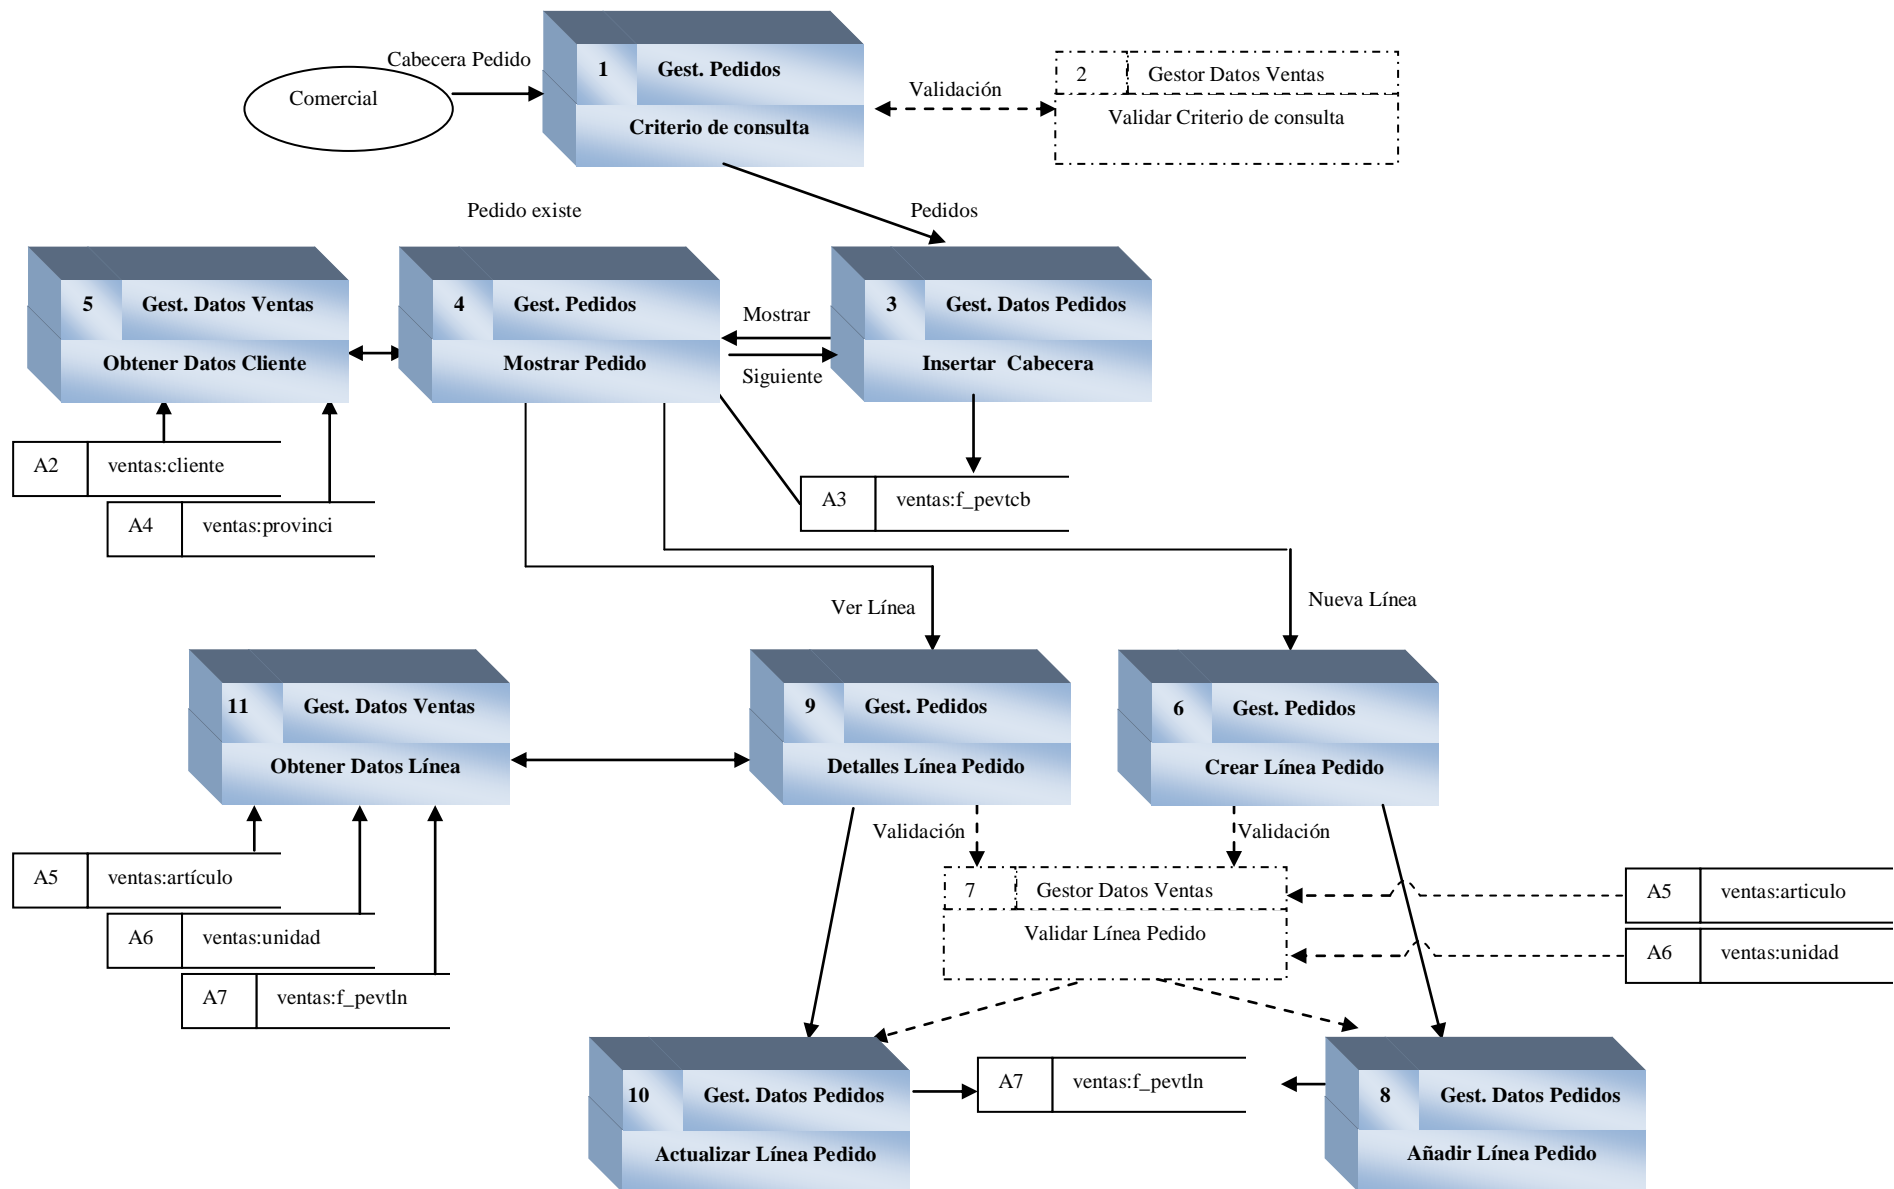 Cabecera Pedido
Comercial
1 Gest. Pedidos
Criterio de consulta
Validación
2 Gestor Datos Ventas
Validar Criterio de consulta
Pedido existe
Pedidos
5 Gest. Datos Ventas
Obtener Datos Cliente
4 Gest. Pedidos
Mostrar Pedido
Mostrar
Siguiente
3 Gest. Datos Pedidos
Insertar Cabecera
A2 ventas:cliente
A4 ventas:provinci
A3 ventas:f_pevtcb
Ver Línea
Nueva Línea
11 Gest. Datos Ventas
Obtener Datos Línea
9 Gest. Pedidos
Detalles Línea Pedido
6 Gest. Pedidos
Crear Línea Pedido
Validación
Validación
A5 ventas:artículo
A6 ventas:unidad
A7 ventas:f_pevtln
7 Gestor Datos Ventas
Validar Línea Pedido
A5 ventas:articulo
A6 ventas:unidad
10 Gest. Datos Pedidos
Actualizar Línea Pedido
A7 ventas:f_pevtln
8 Gest. Datos Pedidos
Añadir Línea Pedido